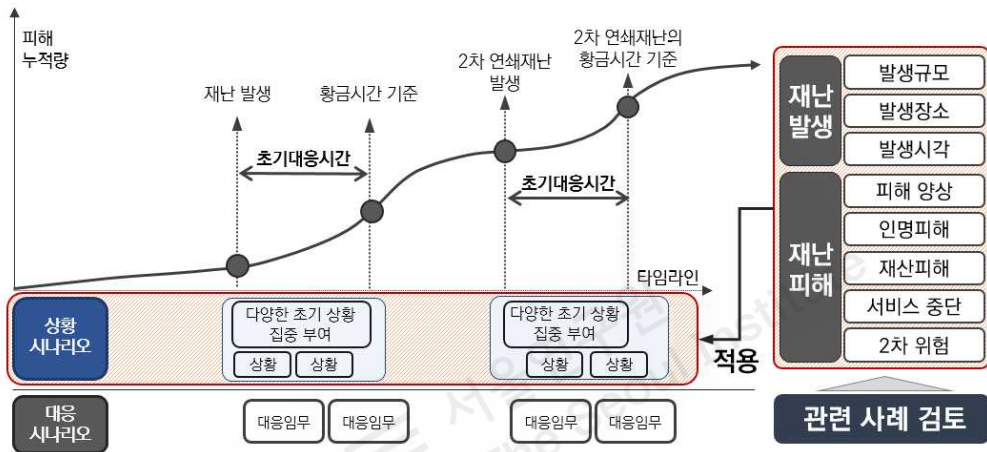 피해
누적량
재난 발생
황금시간 기준
2차 연쇄재난
발생
2차 연쇄재난의
황금시간 기준
초기대응시간
초기대응시간
타임라인
상황
시나리오
다양한 초기 상황
집중 부여
상황
상황
다양한 초기 상황
집중 부여
상황
상황
적용
대응
시나리오
대응임무
대응임무
대응임무
대응임무
재난
발생
발생규모
발생장소
발생시각
재난
피해
피해 양상
인명피해
재산피해
서비스 중단
2차 위험
관련 사례 검토
서울연구원
The Seoul Institute